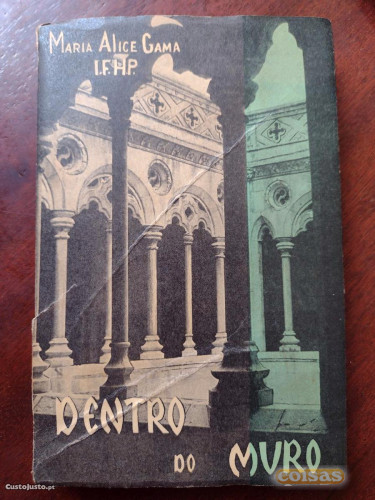 MARIA ALICE GAMA
I.F.H.P.
DENTRO
DO MURO
CustoJusto.pt
coisas